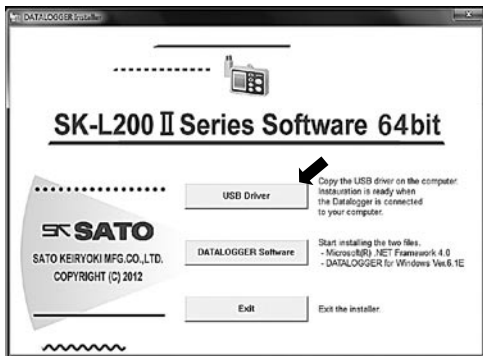 DATALOGGER Installer
SK-L200 Ⅱ Series Software 64bit
USB Driver
Copy the USB driver on the computer.
Instauration is ready when
the Datalogger is connected
to your computer.
SK SATO
SATO KEIRYOKI MFG.CO.,LTD.
COPYRIGHT (C) 2012
DATALOGGER Software
Start installing the two files.
- Microsoft(R) .NET Framework 4.0
- DATALOGGER for Windows Ver.6.1E
Exit
Exit the installer.